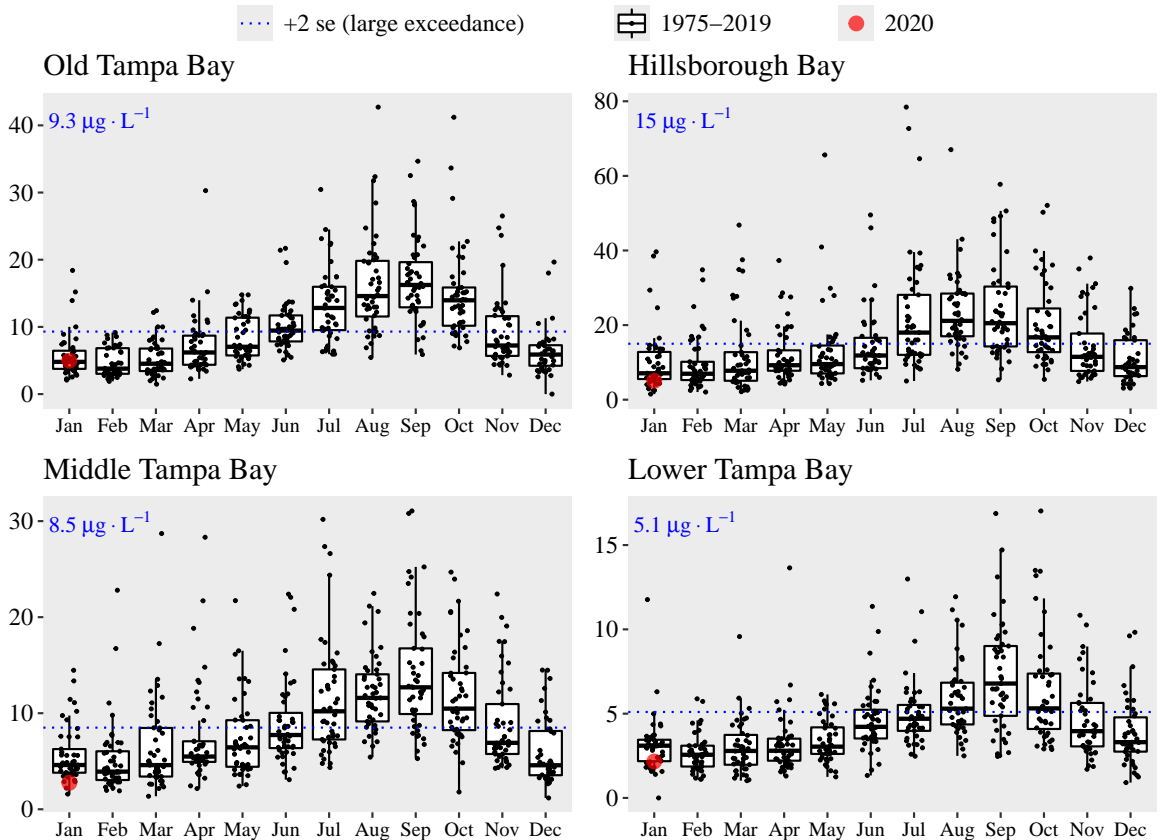 +2 se (large exceedance) 1975–2019 2020
Old Tampa Bay
9.3 μg · L⁻¹
40
30
20
10
0
Jan Feb Mar Apr May Jun Jul Aug Sep Oct Nov Dec
Hillsborough Bay
15 μg · L⁻¹
80
60
40
20
0
Jan Feb Mar Apr May Jun Jul Aug Sep Oct Nov Dec
Middle Tampa Bay
8.5 μg · L⁻¹
30
20
10
0
Jan Feb Mar Apr May Jun Jul Aug Sep Oct Nov Dec
Lower Tampa Bay
5.1 μg · L⁻¹
15
10
5
0
Jan Feb Mar Apr May Jun Jul Aug Sep Oct Nov Dec